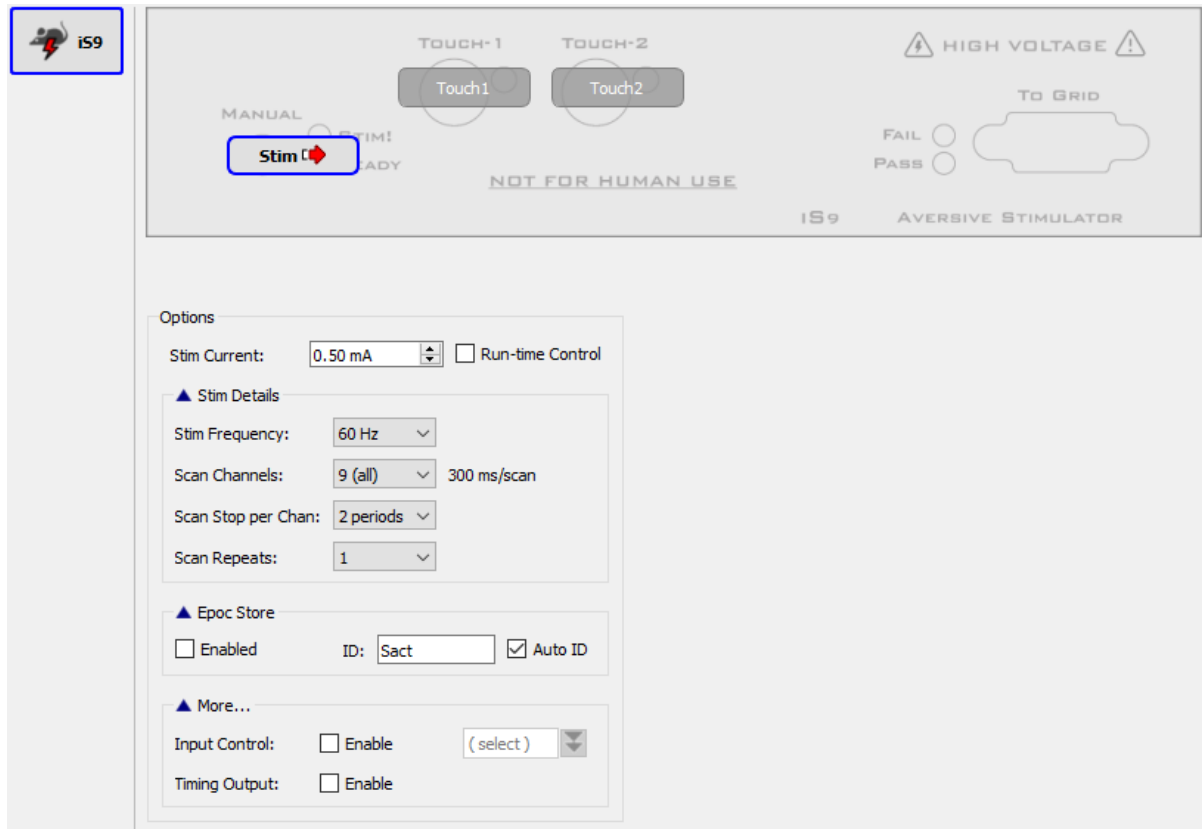 iS9
TOUCH-1 TOUCH-2
HIGH VOLTAGE
Touch1 Touch2
TO GRID
MANUAL
STIM!
FAIL
Stim
PASS
NOT FOR HUMAN USE
iS9 AVERSIVE STIMULATOR
Options
Stim Current: 0.50 mA Run-time Control
Stim Details
Stim Frequency: 60 Hz
Scan Channels: 9 (all) 300 ms/scan
Scan Stop per Chan: 2 periods
Scan Repeats: 1
Epoc Store
Enabled ID: Sact Auto ID
More...
Input Control: Enable ( select )
Timing Output: Enable